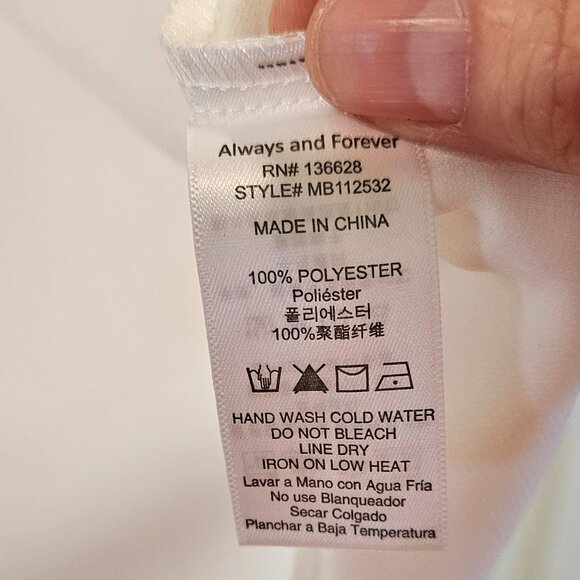 Always and Forever
RN# 136628
STYLE# MB112532
MADE IN CHINA
100% POLYESTER
Poliéster
폴리에스터
100%聚酯纤维
HAND WASH COLD WATER
DO NOT BLEACH
LINE DRY
IRON ON LOW HEAT
Lavar a Mano con Agua Fría
No use Blanqueador
Secar Colgado
Planchar a Baja Temperatura